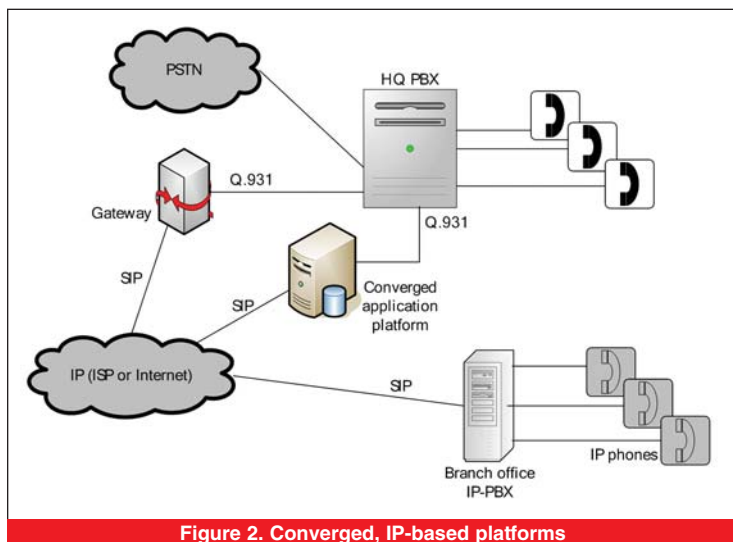 PSTN
HQ PBX
Q.931
Gateway
Q.931
SIP
SIP
Converged
application
platform
IP (ISP or Internet)
SIP
IP phones
Branch office
IP-PBX
Figure 2. Converged, IP-based platforms